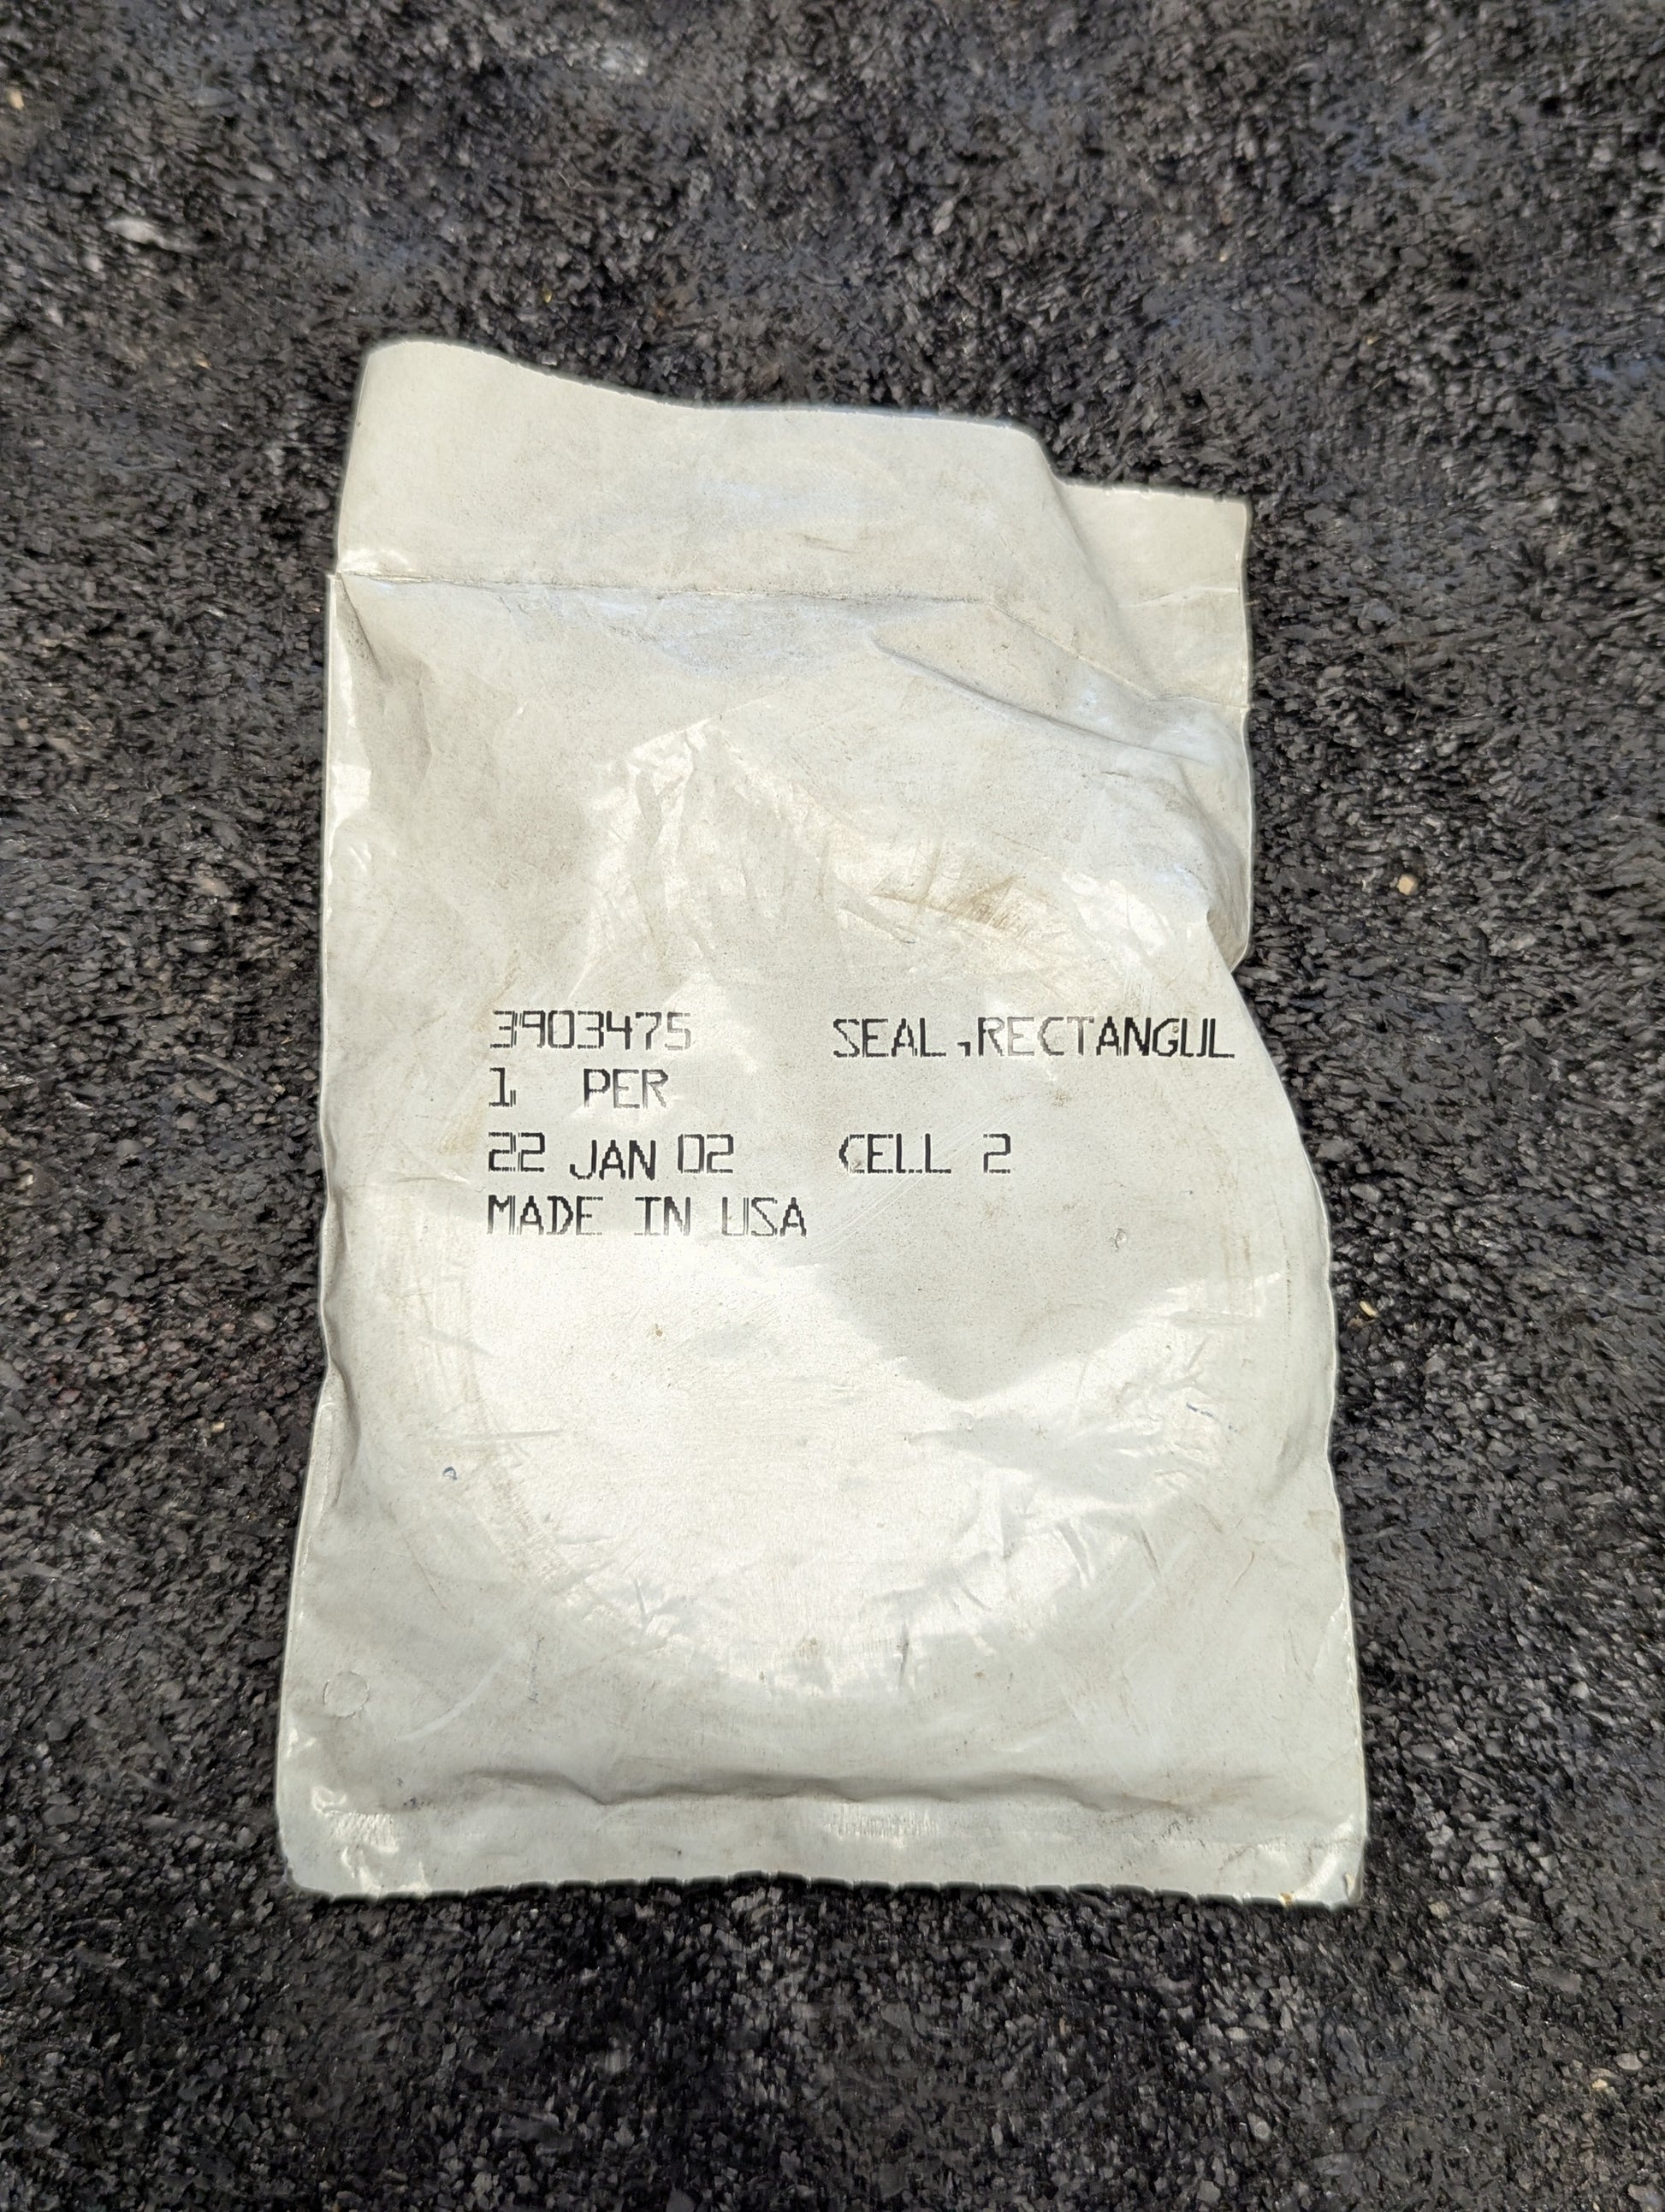 3903475 SEAL,RECTANGUL
1 PER
22 JAN 02 CELL 2
MADE IN USA